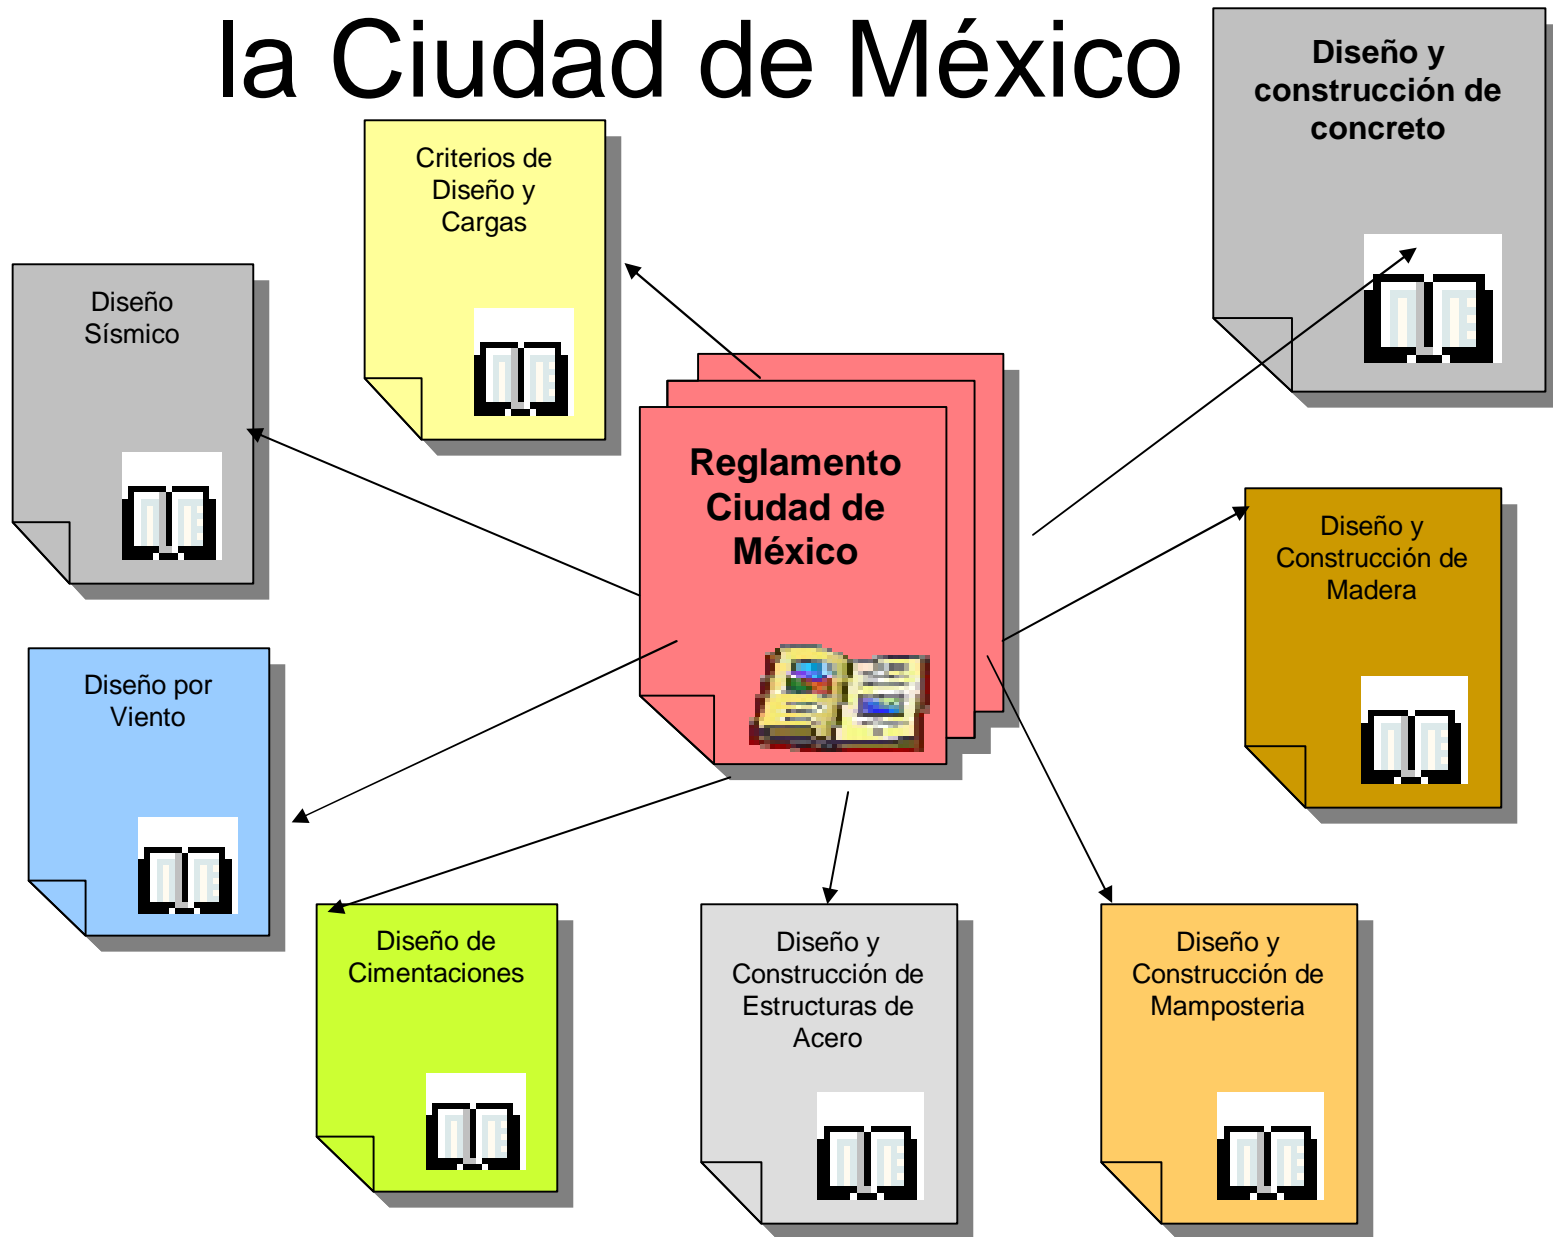 la Ciudad de México
Diseño y
construcción de
concreto
Criterios de
Diseño y
Cargas
Diseño
Sísmico
Reglamento
Ciudad de
México
Diseño y
Construcción de
Madera
Diseño por
Viento
Diseño de
Cimentaciones
Diseño y
Construcción de
Estructuras de
Acero
Diseño y
Construcción de
Mamposteria